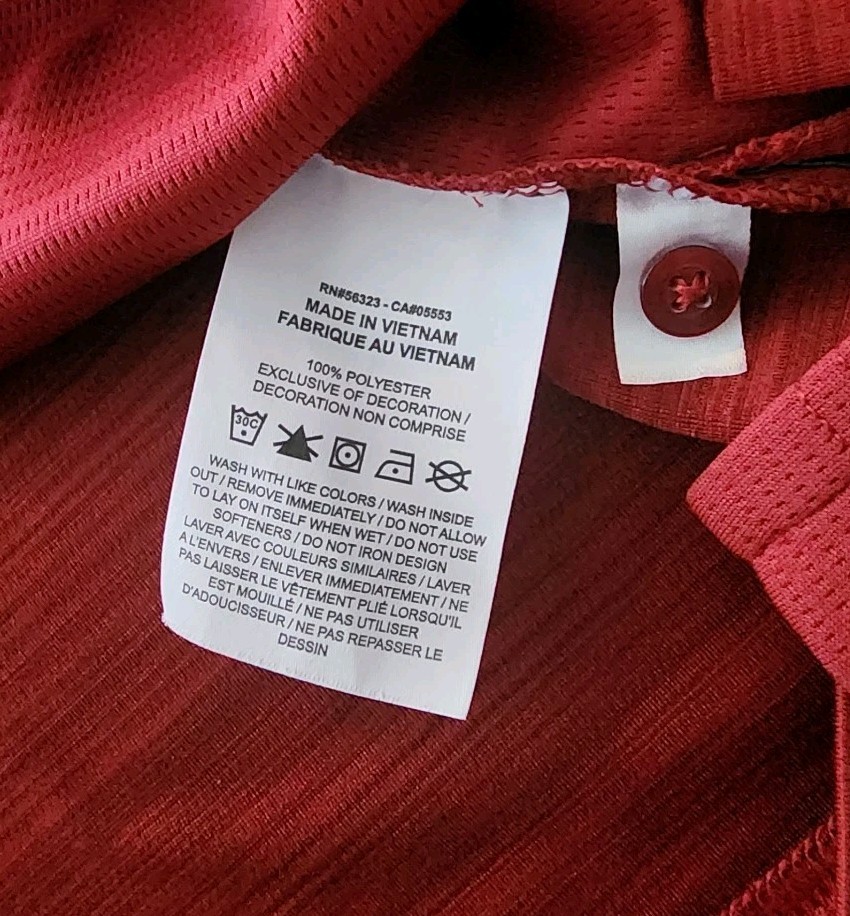 RN#56323 - CA#05553
MADE IN VIETNAM
FABRIQUE AU VIETNAM
100% POLYESTER
EXCLUSIVE OF DECORATION /
DECORATION NON COMPRISE
30C
WASH WITH LIKE COLORS / WASH INSIDE
OUT / REMOVE IMMEDIATELY / DO NOT ALLOW
TO LAY ON ITSELF WHEN WET / DO NOT USE
SOFTENERS / DO NOT IRON DESIGN
LAVER AVEC COULEURS SIMILAIRES / LAVER
A L'ENVERS / ENLEVER IMMEDIATEMENT / NE
PAS LAISSER LE VÊTEMENT PLIÉ LORSQU'IL
EST MOUILLÉ / NE PAS UTILISER
D'ADOUCISSEUR / NE PAS REPASSER LE
DESSIN